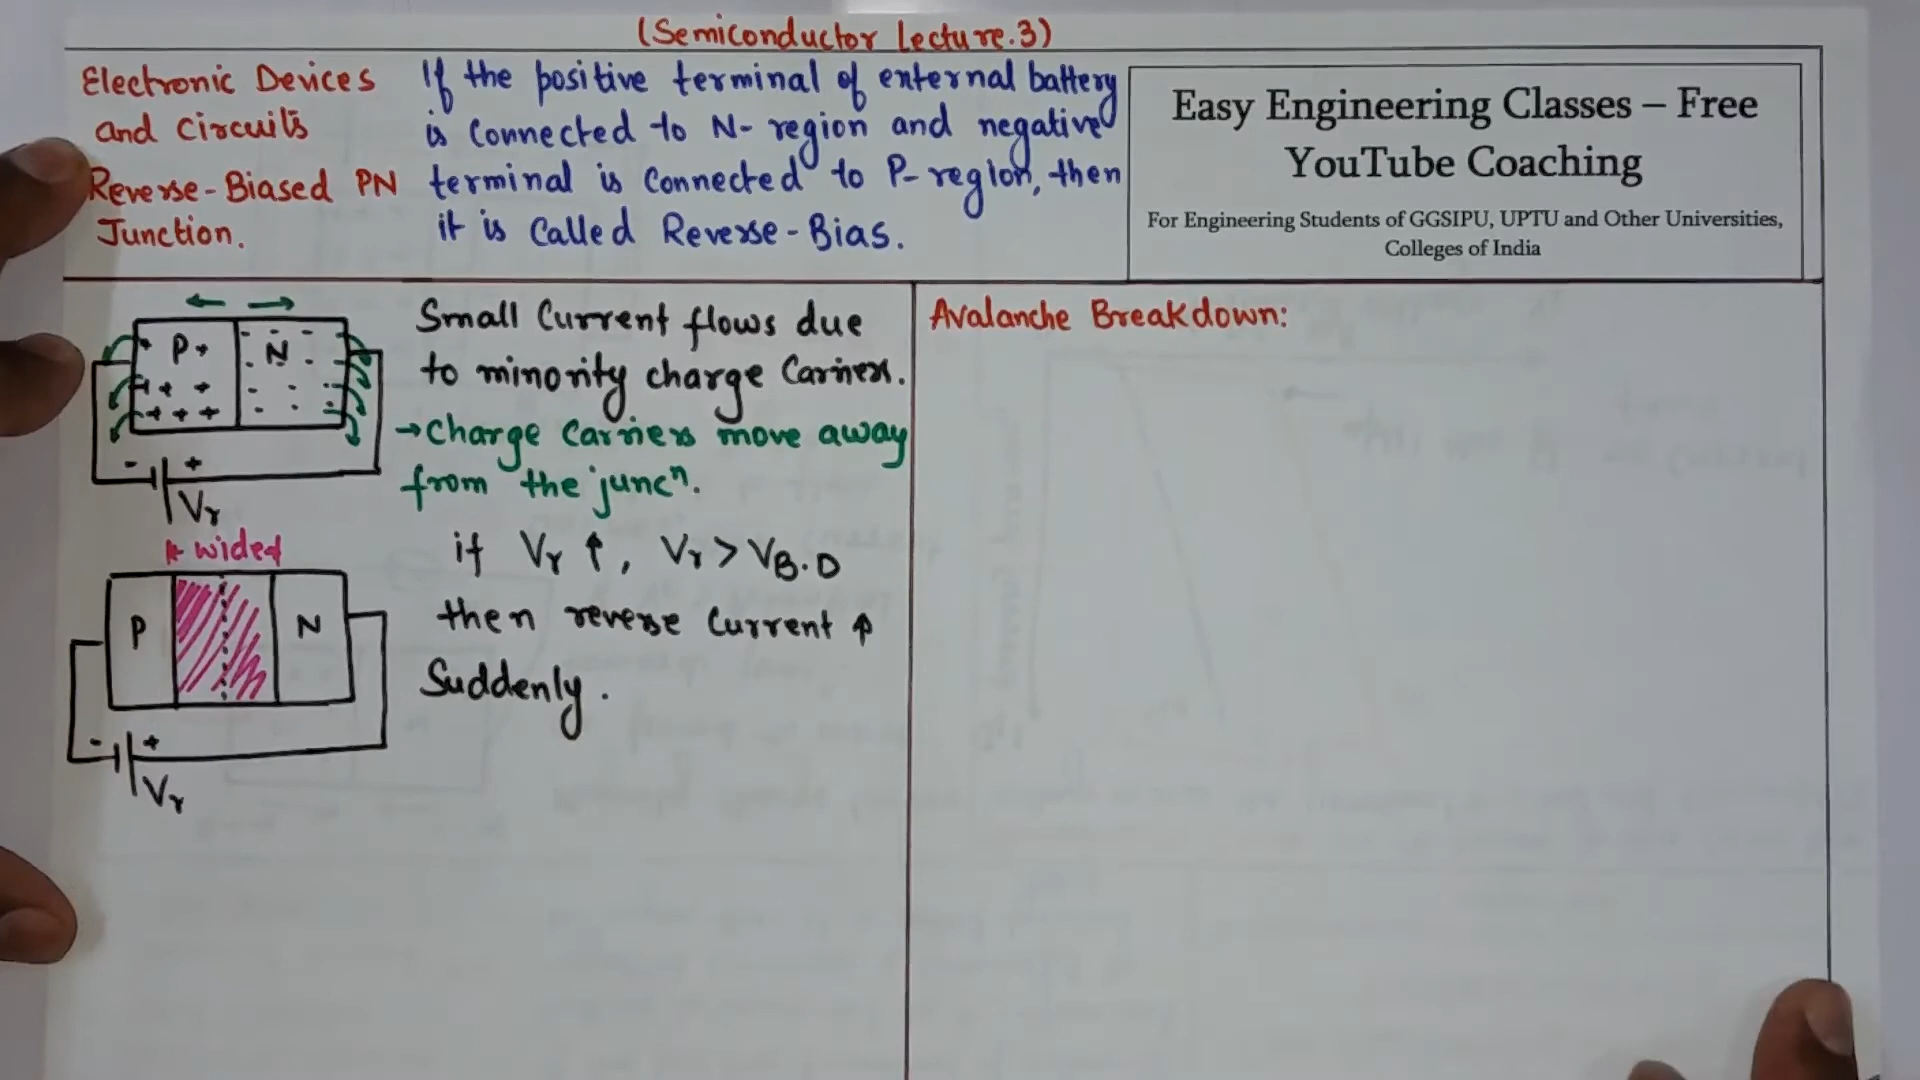 (Semiconductor Lecture.3)
Electronic Devices
and Circuits
Reverse-Biased PN
Junction.
If the positive terminal of external battery
is connected to N-region and negative
terminal is connected to P-region, then
it is called Reverse-Bias.
Easy Engineering Classes – Free
YouTube Coaching
For Engineering Students of GGSIPU, UPTU and Other Universities,
Colleges of India
P N
- +
Vr
wided
P N
- +
Vr
Small Current flows due
to minority charge Carriers.
→Charge Carriers move away
from the juncⁿ.
if Vr ↑, Vr > VB.D
then reverse Current ↑
Suddenly.
Avalanche Breakdown: